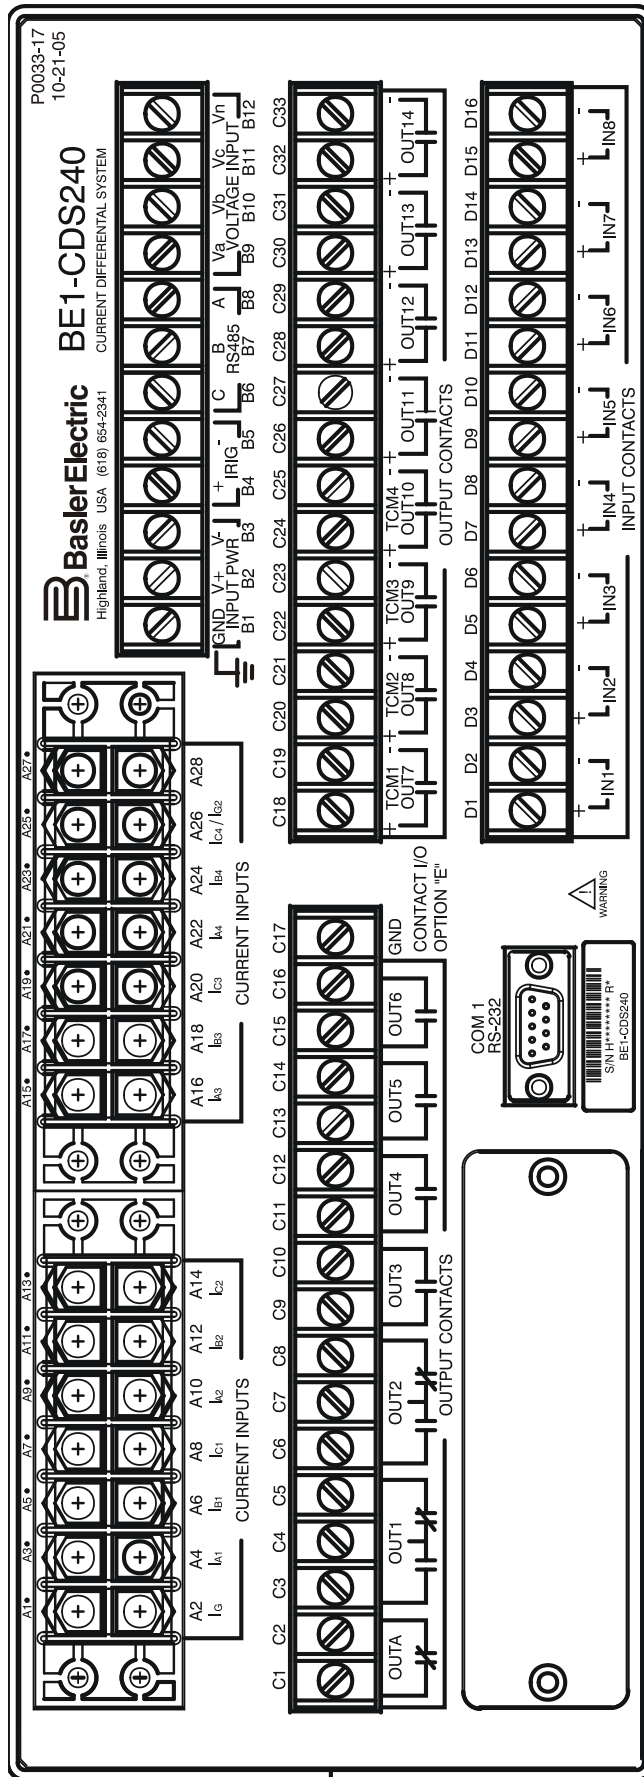 P0033-17
10-21-05
Basler Electric
Highland, Illinois USA (618) 654-2341
BE1-CDS240
CURRENT DIFFERENTIAL SYSTEM
A1• A3• A5• A7• A9• A11• A13•
A2 A4 A6 A8 A10 A12 A14
IG IA1 IB1 IC1 IA2 IB2 IC2
CURRENT INPUTS
A15• A17• A19• A21• A23• A25• A27•
A16 A18 A20 A22 A24 A26 A28
IA3 IB3 IC3 IA4 IB4 IC4 / IG2
CURRENT INPUTS
GND V+ V- + - C B A Va Vb Vc Vn
INPUT PWR IRIG RS485 VOLTAGE INPUT
B1 B2 B3 B4 B5 B6 B7 B8 B9 B10 B11 B12
C1 C2 C3 C4 C5 C6 C7 C8 C9 C10 C11 C12 C13 C14 C15 C16 C17
OUTA OUT1 OUT2 OUT3 OUT4 OUT5 OUT6 GND
OUTPUT CONTACTS
CONTACT I/O
OPTION "E"
C18 C19 C20 C21 C22 C23 C24 C25 C26 C27 C28 C29 C30 C31 C32 C33
+ - + - + - + - + - + - + - + -
TCM1 TCM2 TCM3 TCM4
OUT7 OUT8 OUT9 OUT10 OUT11 OUT12 OUT13 OUT14
OUTPUT CONTACTS
COM 1
RS-232
S/N H******** R*
BE1-CDS240
WARNING
D1 D2 D3 D4 D5 D6 D7 D8 D9 D10 D11 D12 D13 D14 D15 D16
+ - + - + - + - + - + - + - + -
IN1 IN2 IN3 IN4 IN5 IN6 IN7 IN8
INPUT CONTACTS